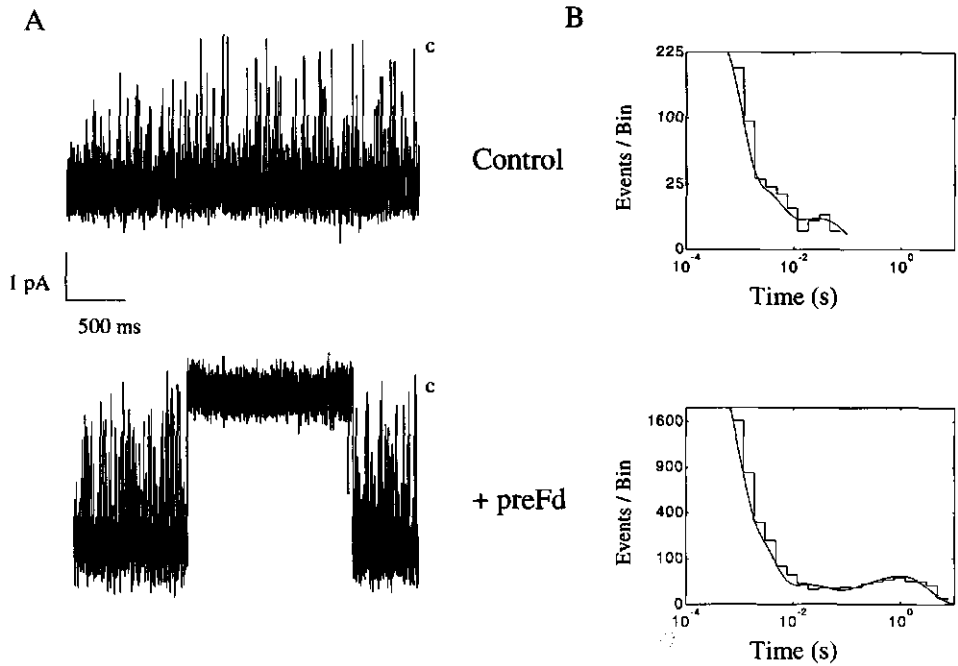 A
B
c
Control
1 pA
500 ms
c
+ preFd
225
100
25
0
Events / Bin
10^-4
10^-2
10^0
Time (s)
1600
900
400
100
0
Events / Bin
10^-4
10^-2
10^0
Time (s)